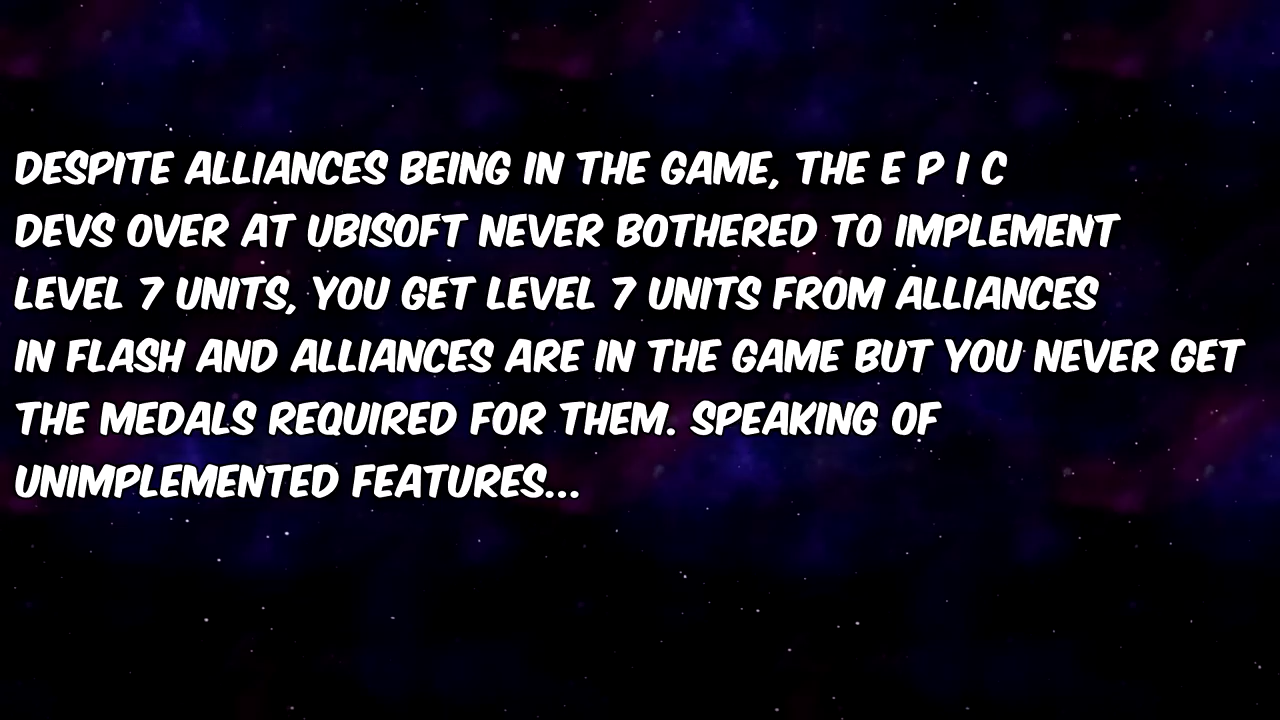 DESPITE ALLIANCES BEING IN THE GAME, THE E P I C
DEVS OVER AT UBISOFT NEVER BOTHERED TO IMPLEMENT
LEVEL 7 UNITS, YOU GET LEVEL 7 UNITS FROM ALLIANCES
IN FLASH AND ALLIANCES ARE IN THE GAME BUT YOU NEVER GET
THE MEDALS REQUIRED FOR THEM. SPEAKING OF
UNIMPLEMENTED FEATURES...